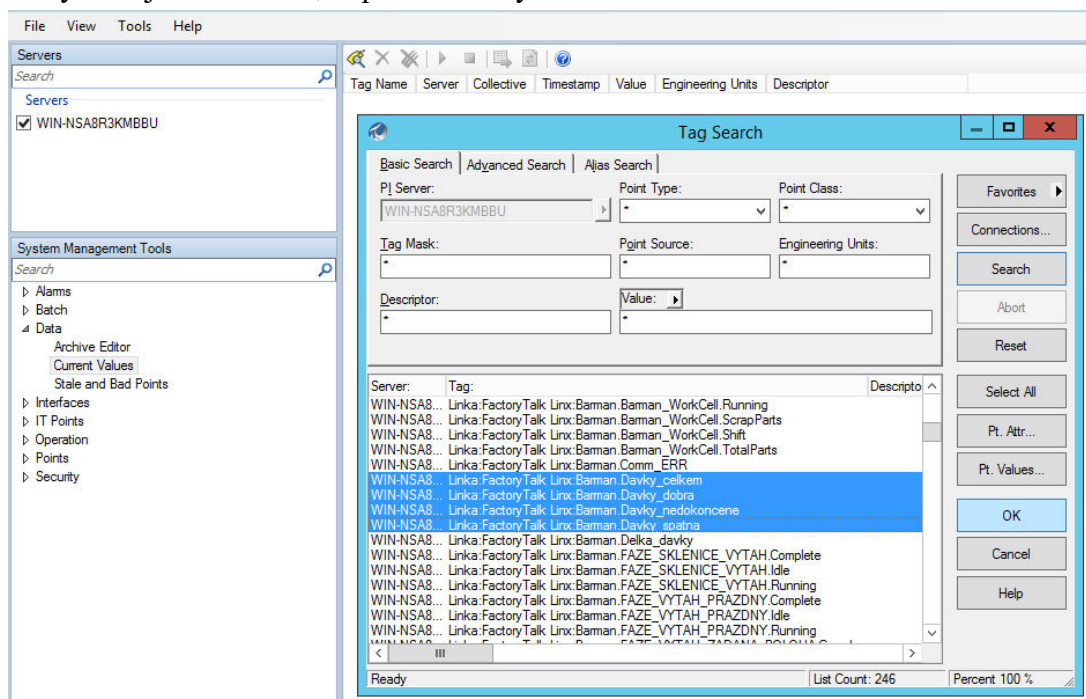 File View Tools Help
Servers
Search
Servers
WIN-NSA8R3KMBBU
System Management Tools
Search
Alarms
Batch
Data
Archive Editor
Current Values
Stale and Bad Points
Interfaces
IT Points
Operation
Points
Security
Tag Name Server Collective Timestamp Value Engineering Units Descriptor
Tag Search
Basic Search Advanced Search Alias Search
PI Server: Point Type: Point Class:
WIN-NSA8R3KMBBU * *
Tag Mask: Point Source: Engineering Units:
* * *
Descriptor: Value:
* *
Favorites
Connections...
Search
Abort
Reset
Select All
Pt. Attr...
Pt. Values...
OK
Cancel
Help
Server: Tag: Descripto
WIN-NSA8... Linka:FactoryTalk Linx:Barman.Barman_WorkCell.Running
WIN-NSA8... Linka:FactoryTalk Linx:Barman.Barman_WorkCell.ScrapParts
WIN-NSA8... Linka:FactoryTalk Linx:Barman.Barman_WorkCell.Shift
WIN-NSA8... Linka:FactoryTalk Linx:Barman.Barman_WorkCell.TotalParts
WIN-NSA8... Linka:FactoryTalk Linx:Barman.Comm_ERR
WIN-NSA8... Linka:FactoryTalk Linx:Barman.Davky_celkem
WIN-NSA8... Linka:FactoryTalk Linx:Barman.Davky_dobra
WIN-NSA8... Linka:FactoryTalk Linx:Barman.Davky_nedokoncene
WIN-NSA8... Linka:FactoryTalk Linx:Barman.Davky_spatna
WIN-NSA8... Linka:FactoryTalk Linx:Barman.Delka_davky
WIN-NSA8... Linka:FactoryTalk Linx:Barman.FAZE_SKLENICE_VYTAH.Complete
WIN-NSA8... Linka:FactoryTalk Linx:Barman.FAZE_SKLENICE_VYTAH.Idle
WIN-NSA8... Linka:FactoryTalk Linx:Barman.FAZE_SKLENICE_VYTAH.Running
WIN-NSA8... Linka:FactoryTalk Linx:Barman.FAZE_VYTAH_PRAZDNY.Complete
WIN-NSA8... Linka:FactoryTalk Linx:Barman.FAZE_VYTAH_PRAZDNY.Idle
WIN-NSA8... Linka:FactoryTalk Linx:Barman.FAZE_VYTAH_PRAZDNY.Running
Ready List Count: 246 Percent 100 %